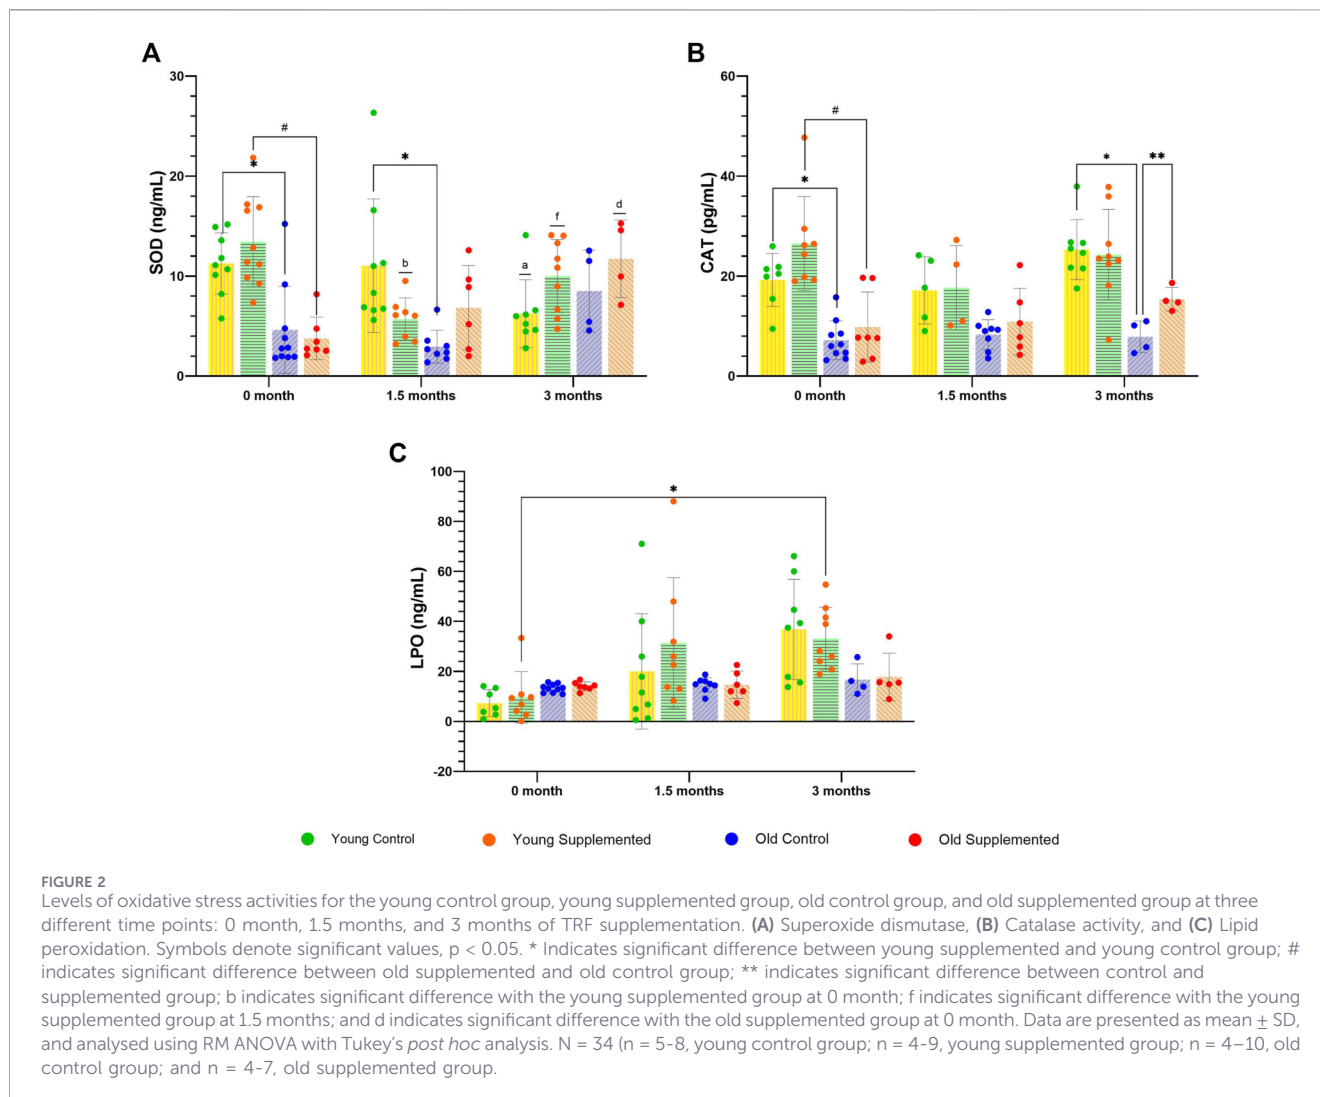 A
B
30
20
10
0
SOD (ng/mL)
#
*
*
b
a
f
d
0 month
1.5 months
3 months
60
40
20
0
CAT (pg/mL)
#
*
*
**
0 month
1.5 months
3 months
C
100
80
60
40
20
0
-20
LPO (ng/mL)
*
0 month
1.5 months
3 months
Young Control
Young Supplemented
Old Control
Old Supplemented
FIGURE 2
Levels of oxidative stress activities for the young control group, young supplemented group, old control group, and old supplemented group at three
different time points: 0 month, 1.5 months, and 3 months of TRF supplementation. (A) Superoxide dismutase, (B) Catalase activity, and (C) Lipid
peroxidation. Symbols denote significant values, p < 0.05. * Indicates significant difference between young supplemented and young control group; #
indicates significant difference between old supplemented and old control group; ** indicates significant difference between control and
supplemented group; b indicates significant difference with the young supplemented group at 0 month; f indicates significant difference with the young
supplemented group at 1.5 months; and d indicates significant difference with the old supplemented group at 0 month. Data are presented as mean ± SD,
and analysed using RM ANOVA with Tukey's post hoc analysis. N = 34 (n = 5-8, young control group; n = 4-9, young supplemented group; n = 4–10, old
control group; and n = 4-7, old supplemented group.